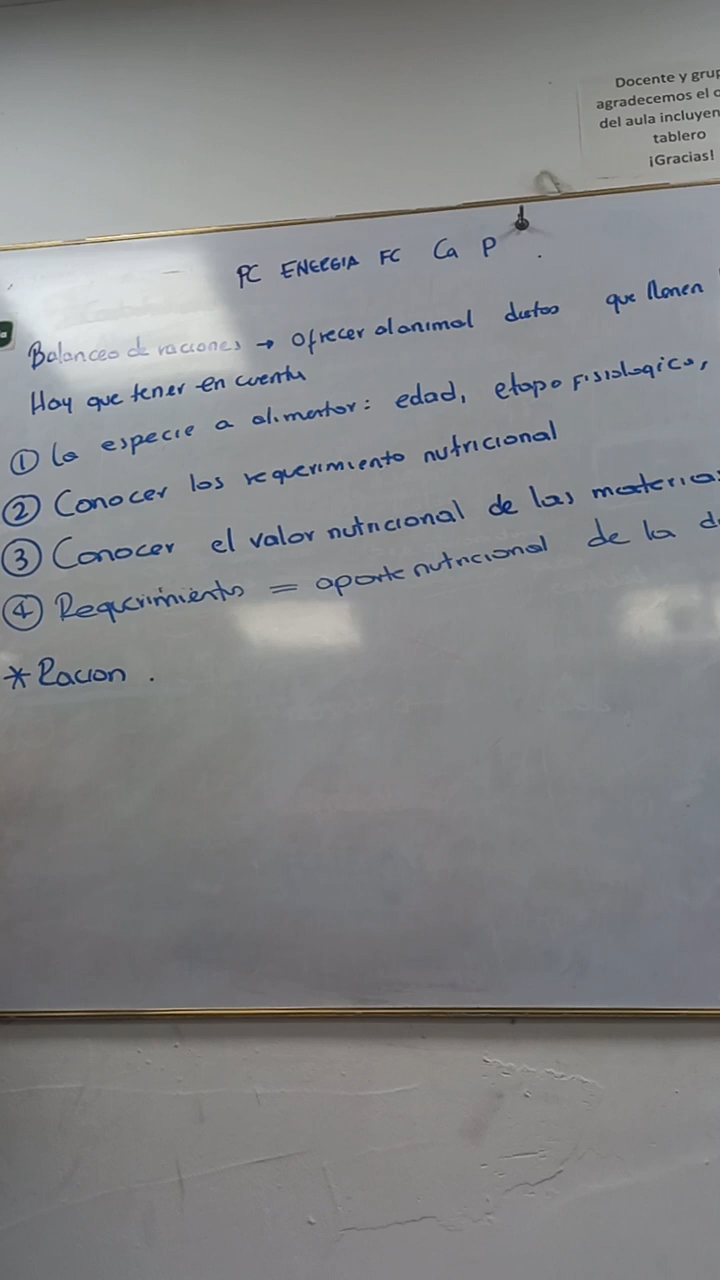 Docente y grup
agradecemos el c
del aula incluyen
tablero
¡Gracias!
PC ENERGIA FC Ca P
Balanceo de raciones → ofrecer al animal dietas que llenen
Hay que tener en cuenta
① La especie a alimentar: edad, etapa fisiologica,
② Conocer los requerimiento nutricional
③ Conocer el valor nutricional de las materias
④ Requerimiento = aporte nutricional de la d
* Racion .